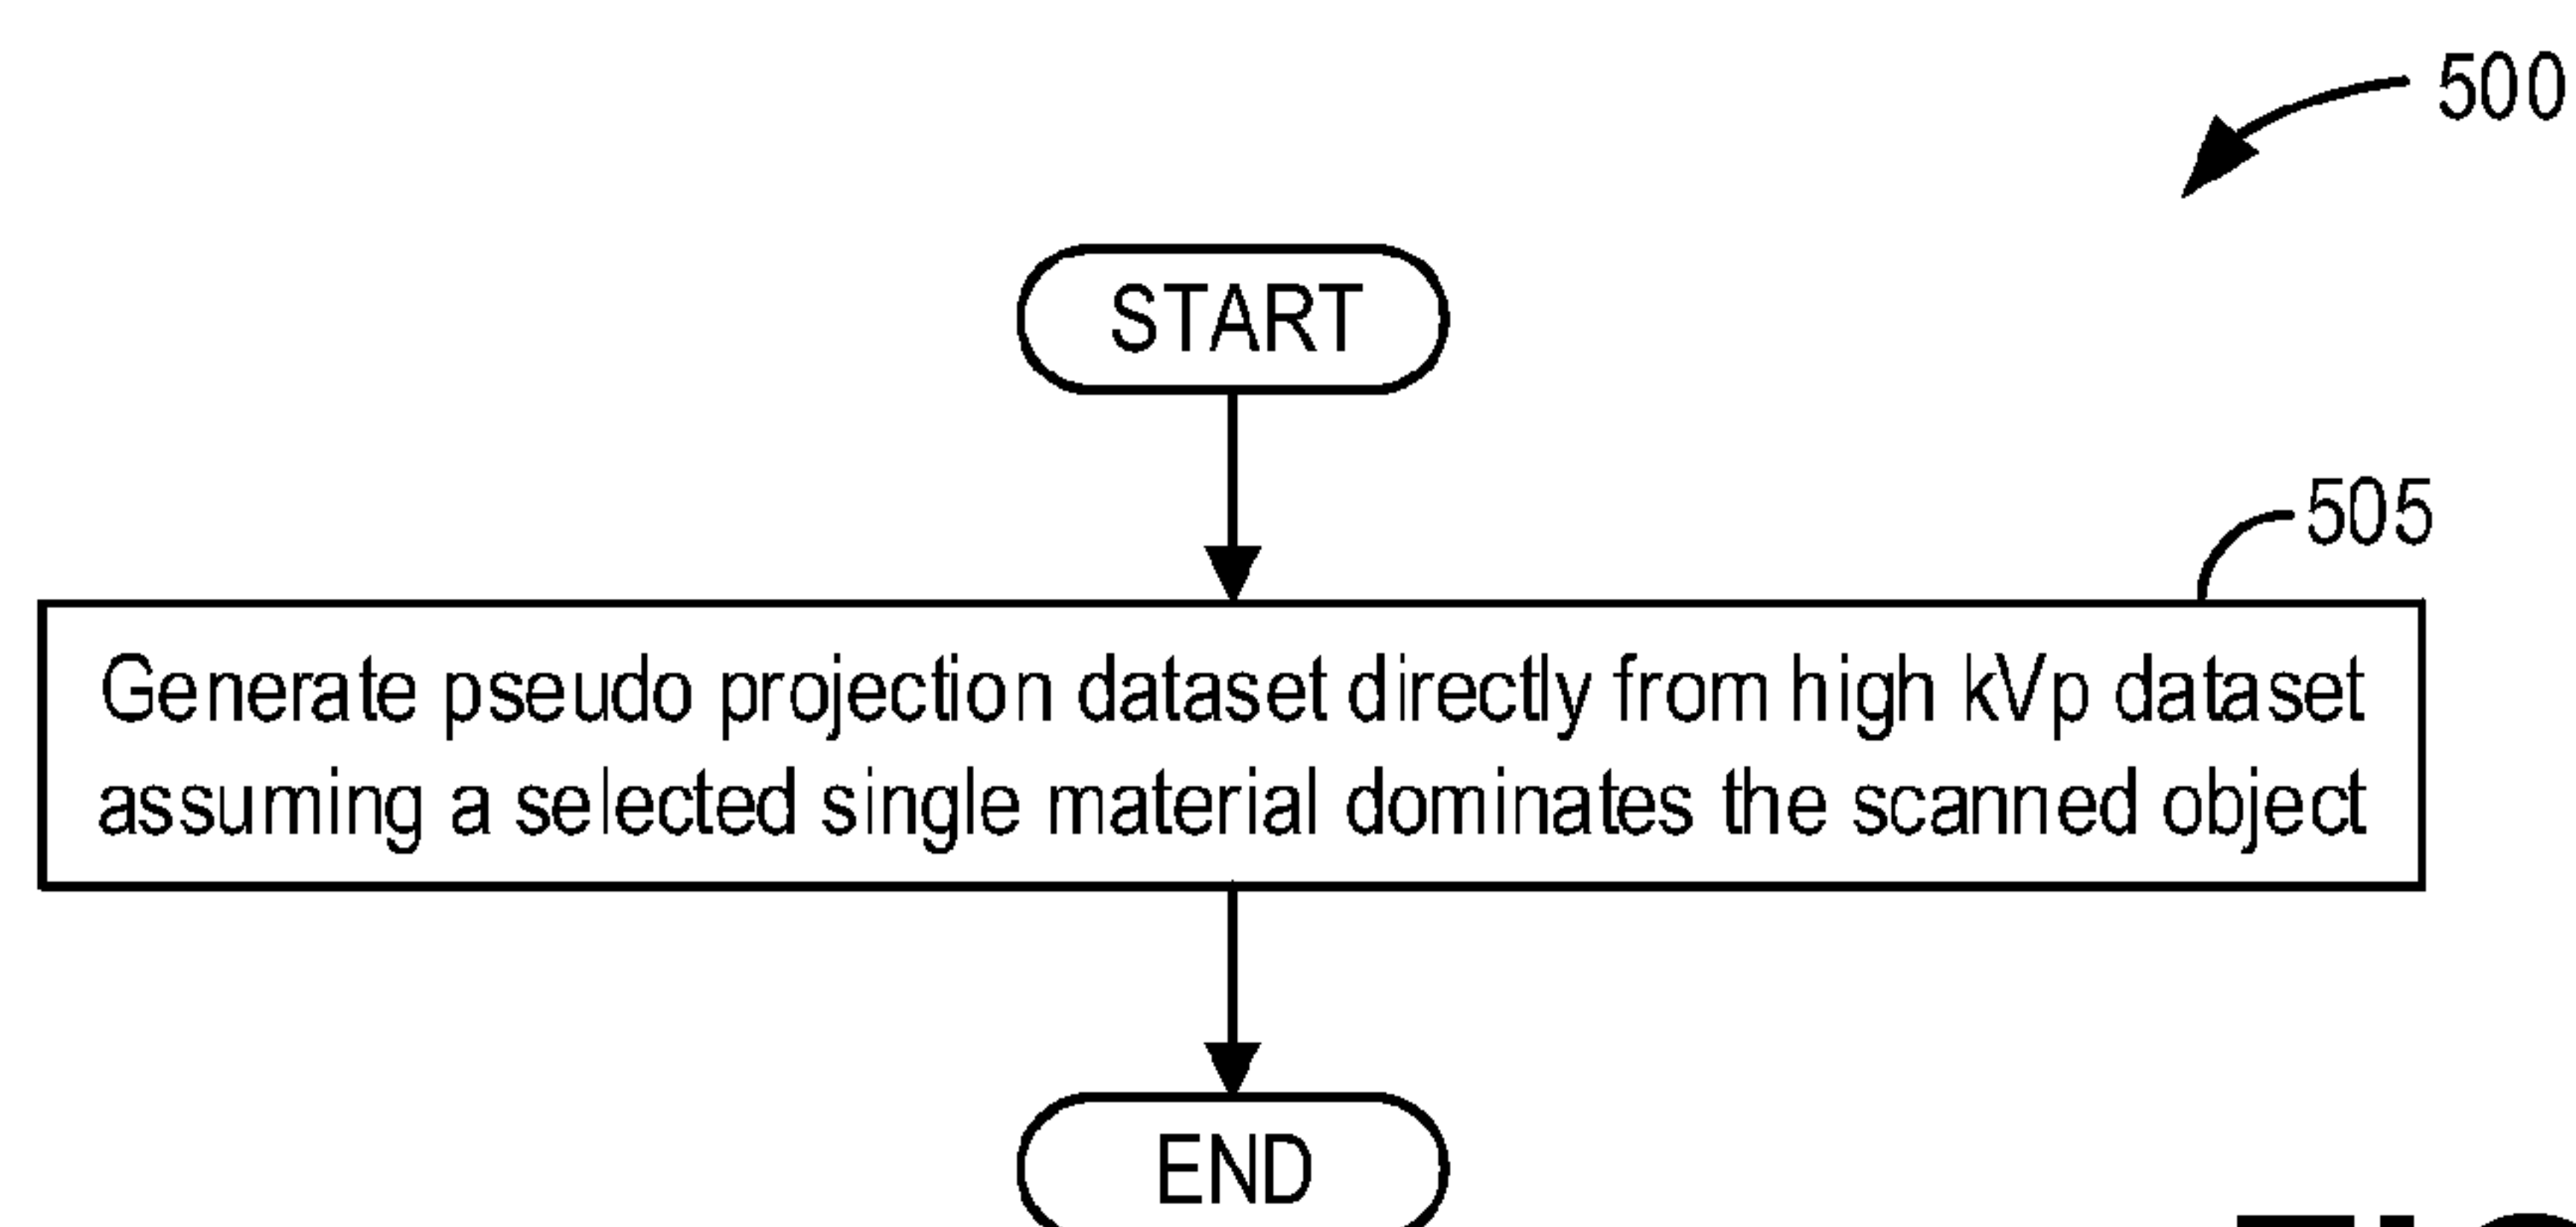 500
START
505
Generate pseudo projection dataset directly from high kVp dataset
assuming a selected single material dominates the scanned object
END